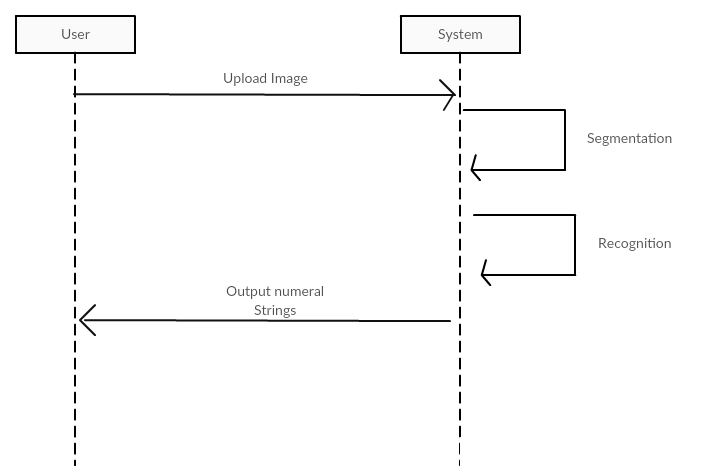 User
System
Upload Image
Segmentation
Recognition
Output numeral
Strings